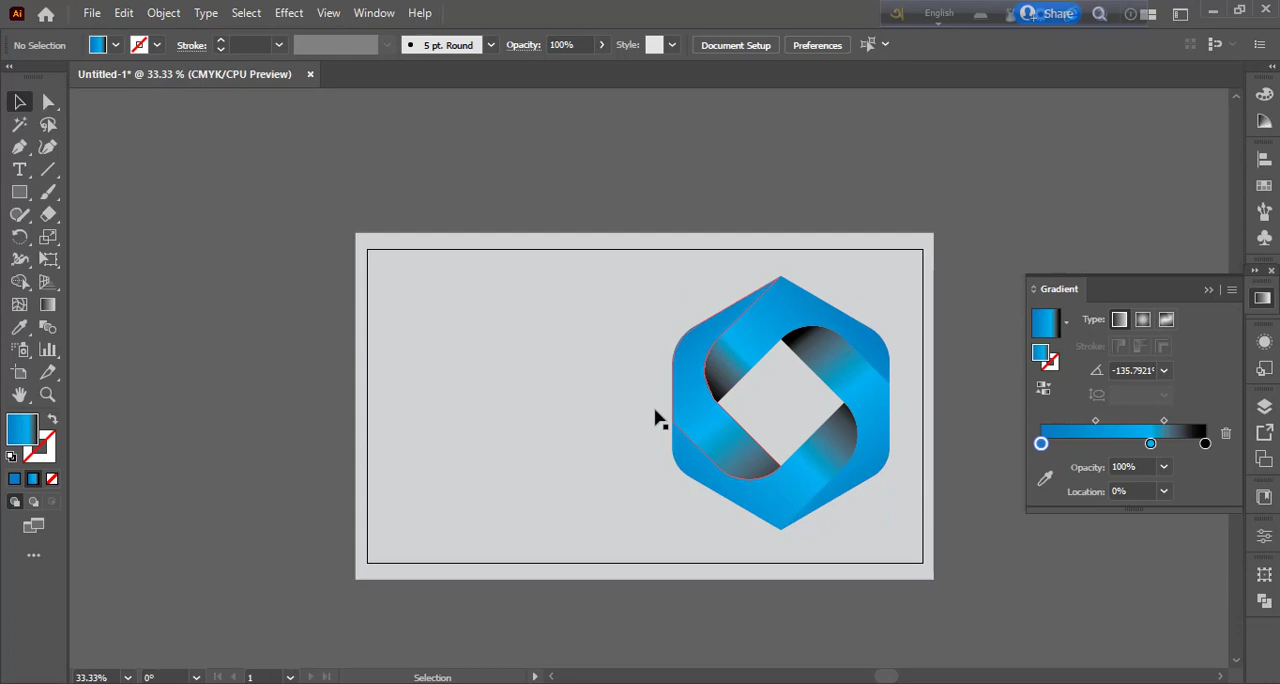 Ai File Edit Object Type Select Effect View Window Help English Share
No Selection Stroke: 5 pt. Round Opacity: 100% Style: Document Setup Preferences
Untitled-1* @ 33.33 % (CMYK/CPU Preview) ×
Gradient
Type:
Stroke:
-135.7921°
Opacity: 100%
Location: 0%
33.33% 0° 1 Selection